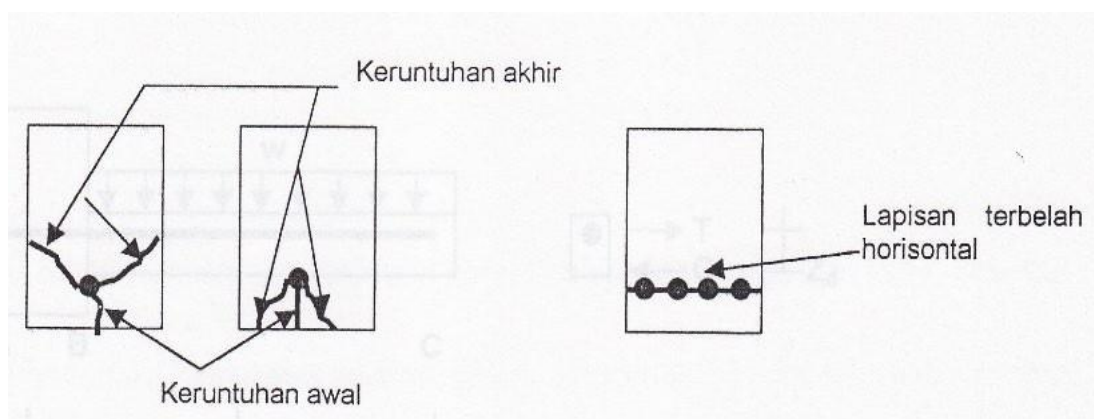 Keruntuhan akhir
Lapisan terbelah
horisontal
Keruntuhan awal